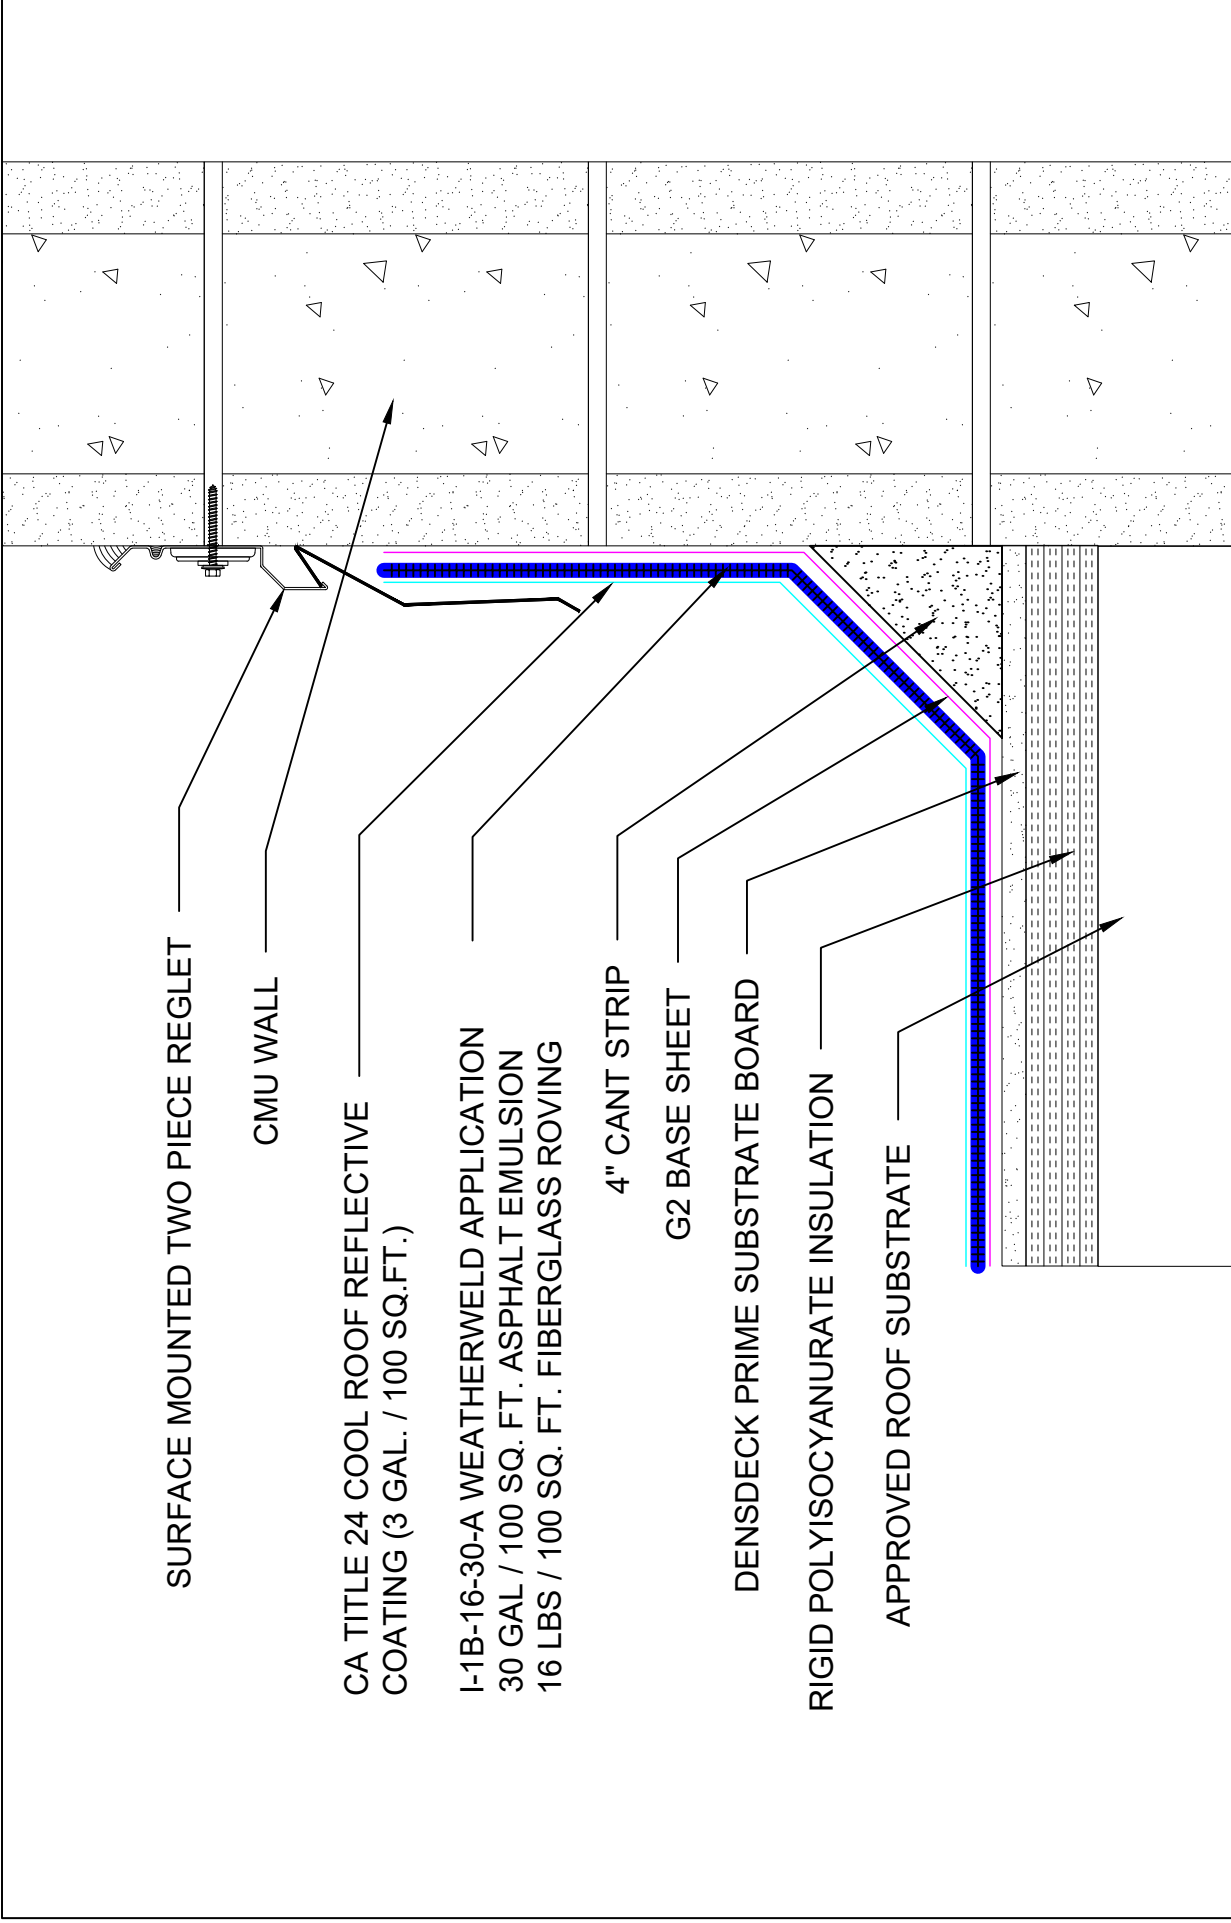 SURFACE MOUNTED TWO PIECE REGLET
CMU WALL
CA TITLE 24 COOL ROOF REFLECTIVE
COATING (3 GAL. / 100 SQ.FT.)
I-1B-16-30-A WEATHERWELD APPLICATION
30 GAL / 100 SQ. FT. ASPHALT EMULSION
16 LBS / 100 SQ. FT. FIBERGLASS ROVING
4" CANT STRIP
G2 BASE SHEET
DENSDECK PRIME SUBSTRATE BOARD
RIGID POLYISOCYANURATE INSULATION
APPROVED ROOF SUBSTRATE